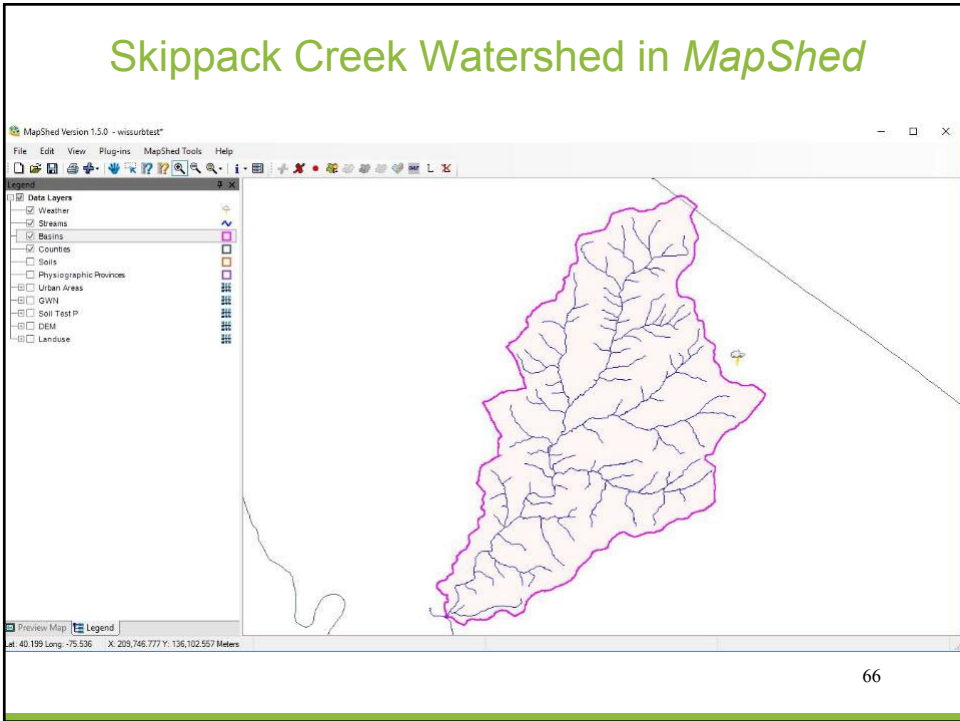 Skippack Creek Watershed in MapShed
MapShed Version 1.5.0 - wissurbtest*
File Edit View Plug-ins MapShed Tools Help
L
Legend
Data Layers
Weather
Streams
Basins
Counties
Soils
Physiographic Provinces
Urban Areas
GWN
Soil Test P
DEM
Landuse
Preview Map Legend
Lat: 40.199 Long: -75.536 X: 209,746.777 Y: 136,102.557 Meters
66